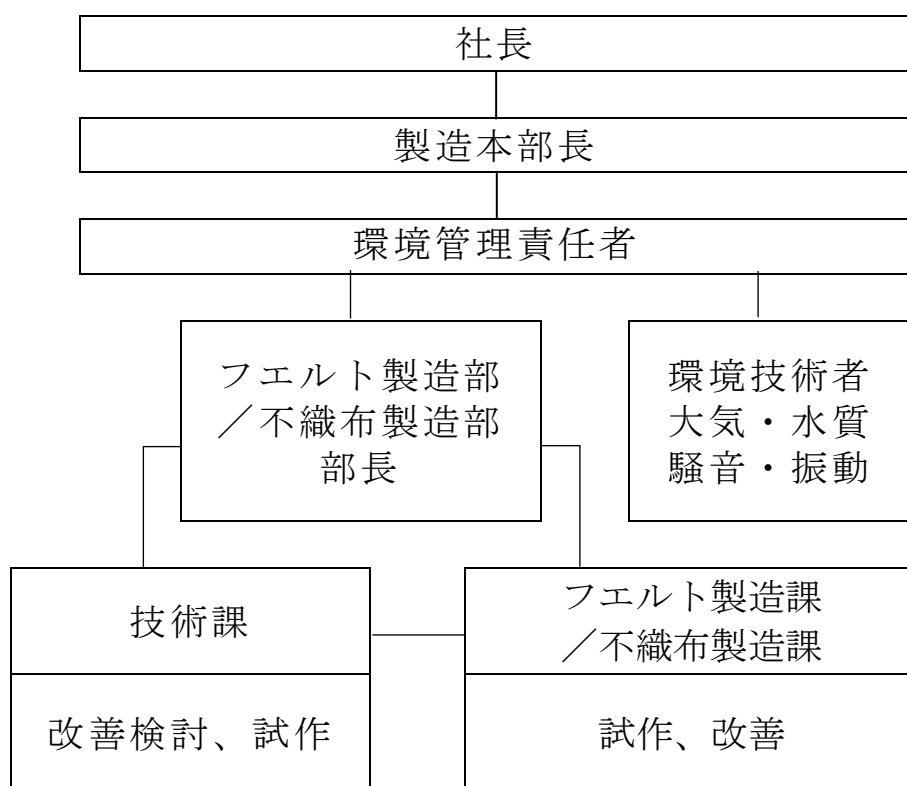 社長
製造本部長
環境管理責任者
フエルト製造部
／不織布製造部
部長
環境技術者
大気・水質
騒音・振動
技術課
フエルト製造課
／不織布製造課
改善検討、試作
試作、改善